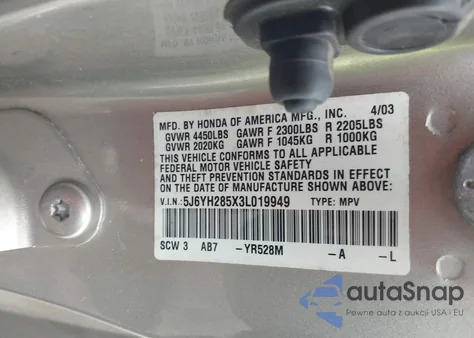 MFD. BY HONDA OF AMERICA MFG., INC. 4/03
GVWR 4450LBS GAWR F 2300LBS R 2205LBS
GVWR 2020KG GAWR F 1045KG R 1000KG
THIS VEHICLE CONFORMS TO ALL APPLICABLE
FEDERAL MOTOR VEHICLE SAFETY
AND THEFT PREVENTION STANDARDS IN EFFECT
ON THE DATE OF MANUFACTURE SHOWN ABOVE:
V.I.N.: 5J6YH285X3L019949 TYPE: MPV
SCW 3 AB7 -YR528M -A -L
autaSnap
Pewne auta z aukcji USA i EU